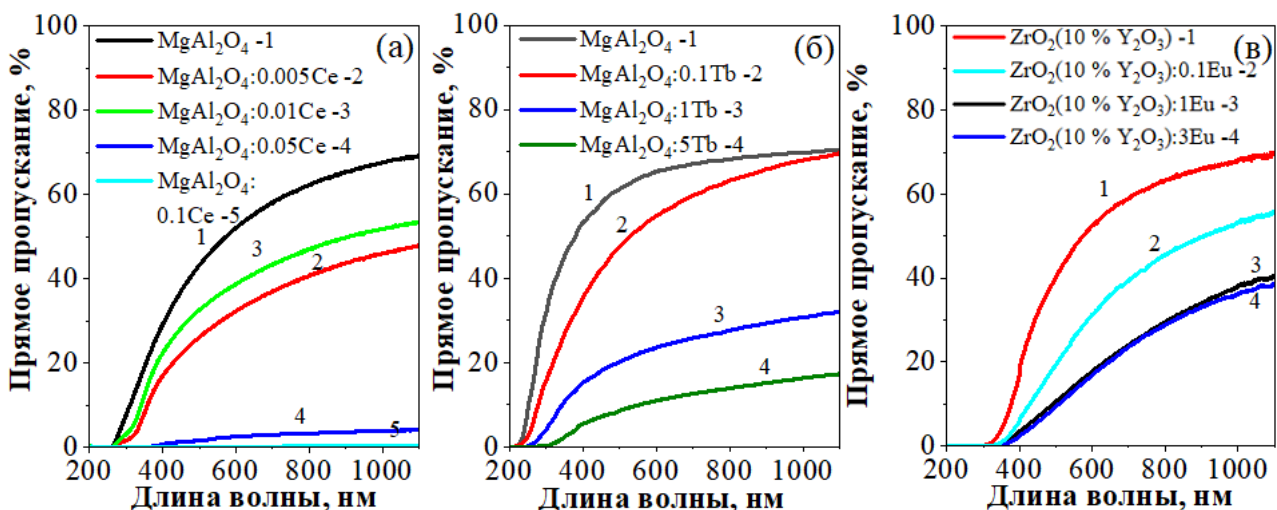 Прямое пропускание, %
100
80
60
40
20
0
(а)
MgAl₂O₄ -1
MgAl₂O₄:0.005Ce -2
MgAl₂O₄:0.01Ce -3
MgAl₂O₄:0.05Ce -4
MgAl₂O₄:
0.1Ce -5
1
3
2
4
5
200 400 600 800 1000
Длина волны, нм
Прямое пропускание, %
100
80
60
40
20
0
(б)
MgAl₂O₄ -1
MgAl₂O₄:0.1Tb -2
MgAl₂O₄:1Tb -3
MgAl₂O₄:5Tb -4
1
2
3
4
200 400 600 800 1000
Длина волны, нм
Прямое пропускание, %
100
80
60
40
20
0
(в)
ZrO₂(10 % Y₂O₃) -1
ZrO₂(10 % Y₂O₃):0.1Eu -2
ZrO₂(10 % Y₂O₃):1Eu -3
ZrO₂(10 % Y₂O₃):3Eu -4
1
2
3
4
200 400 600 800 1000
Длина волны, нм